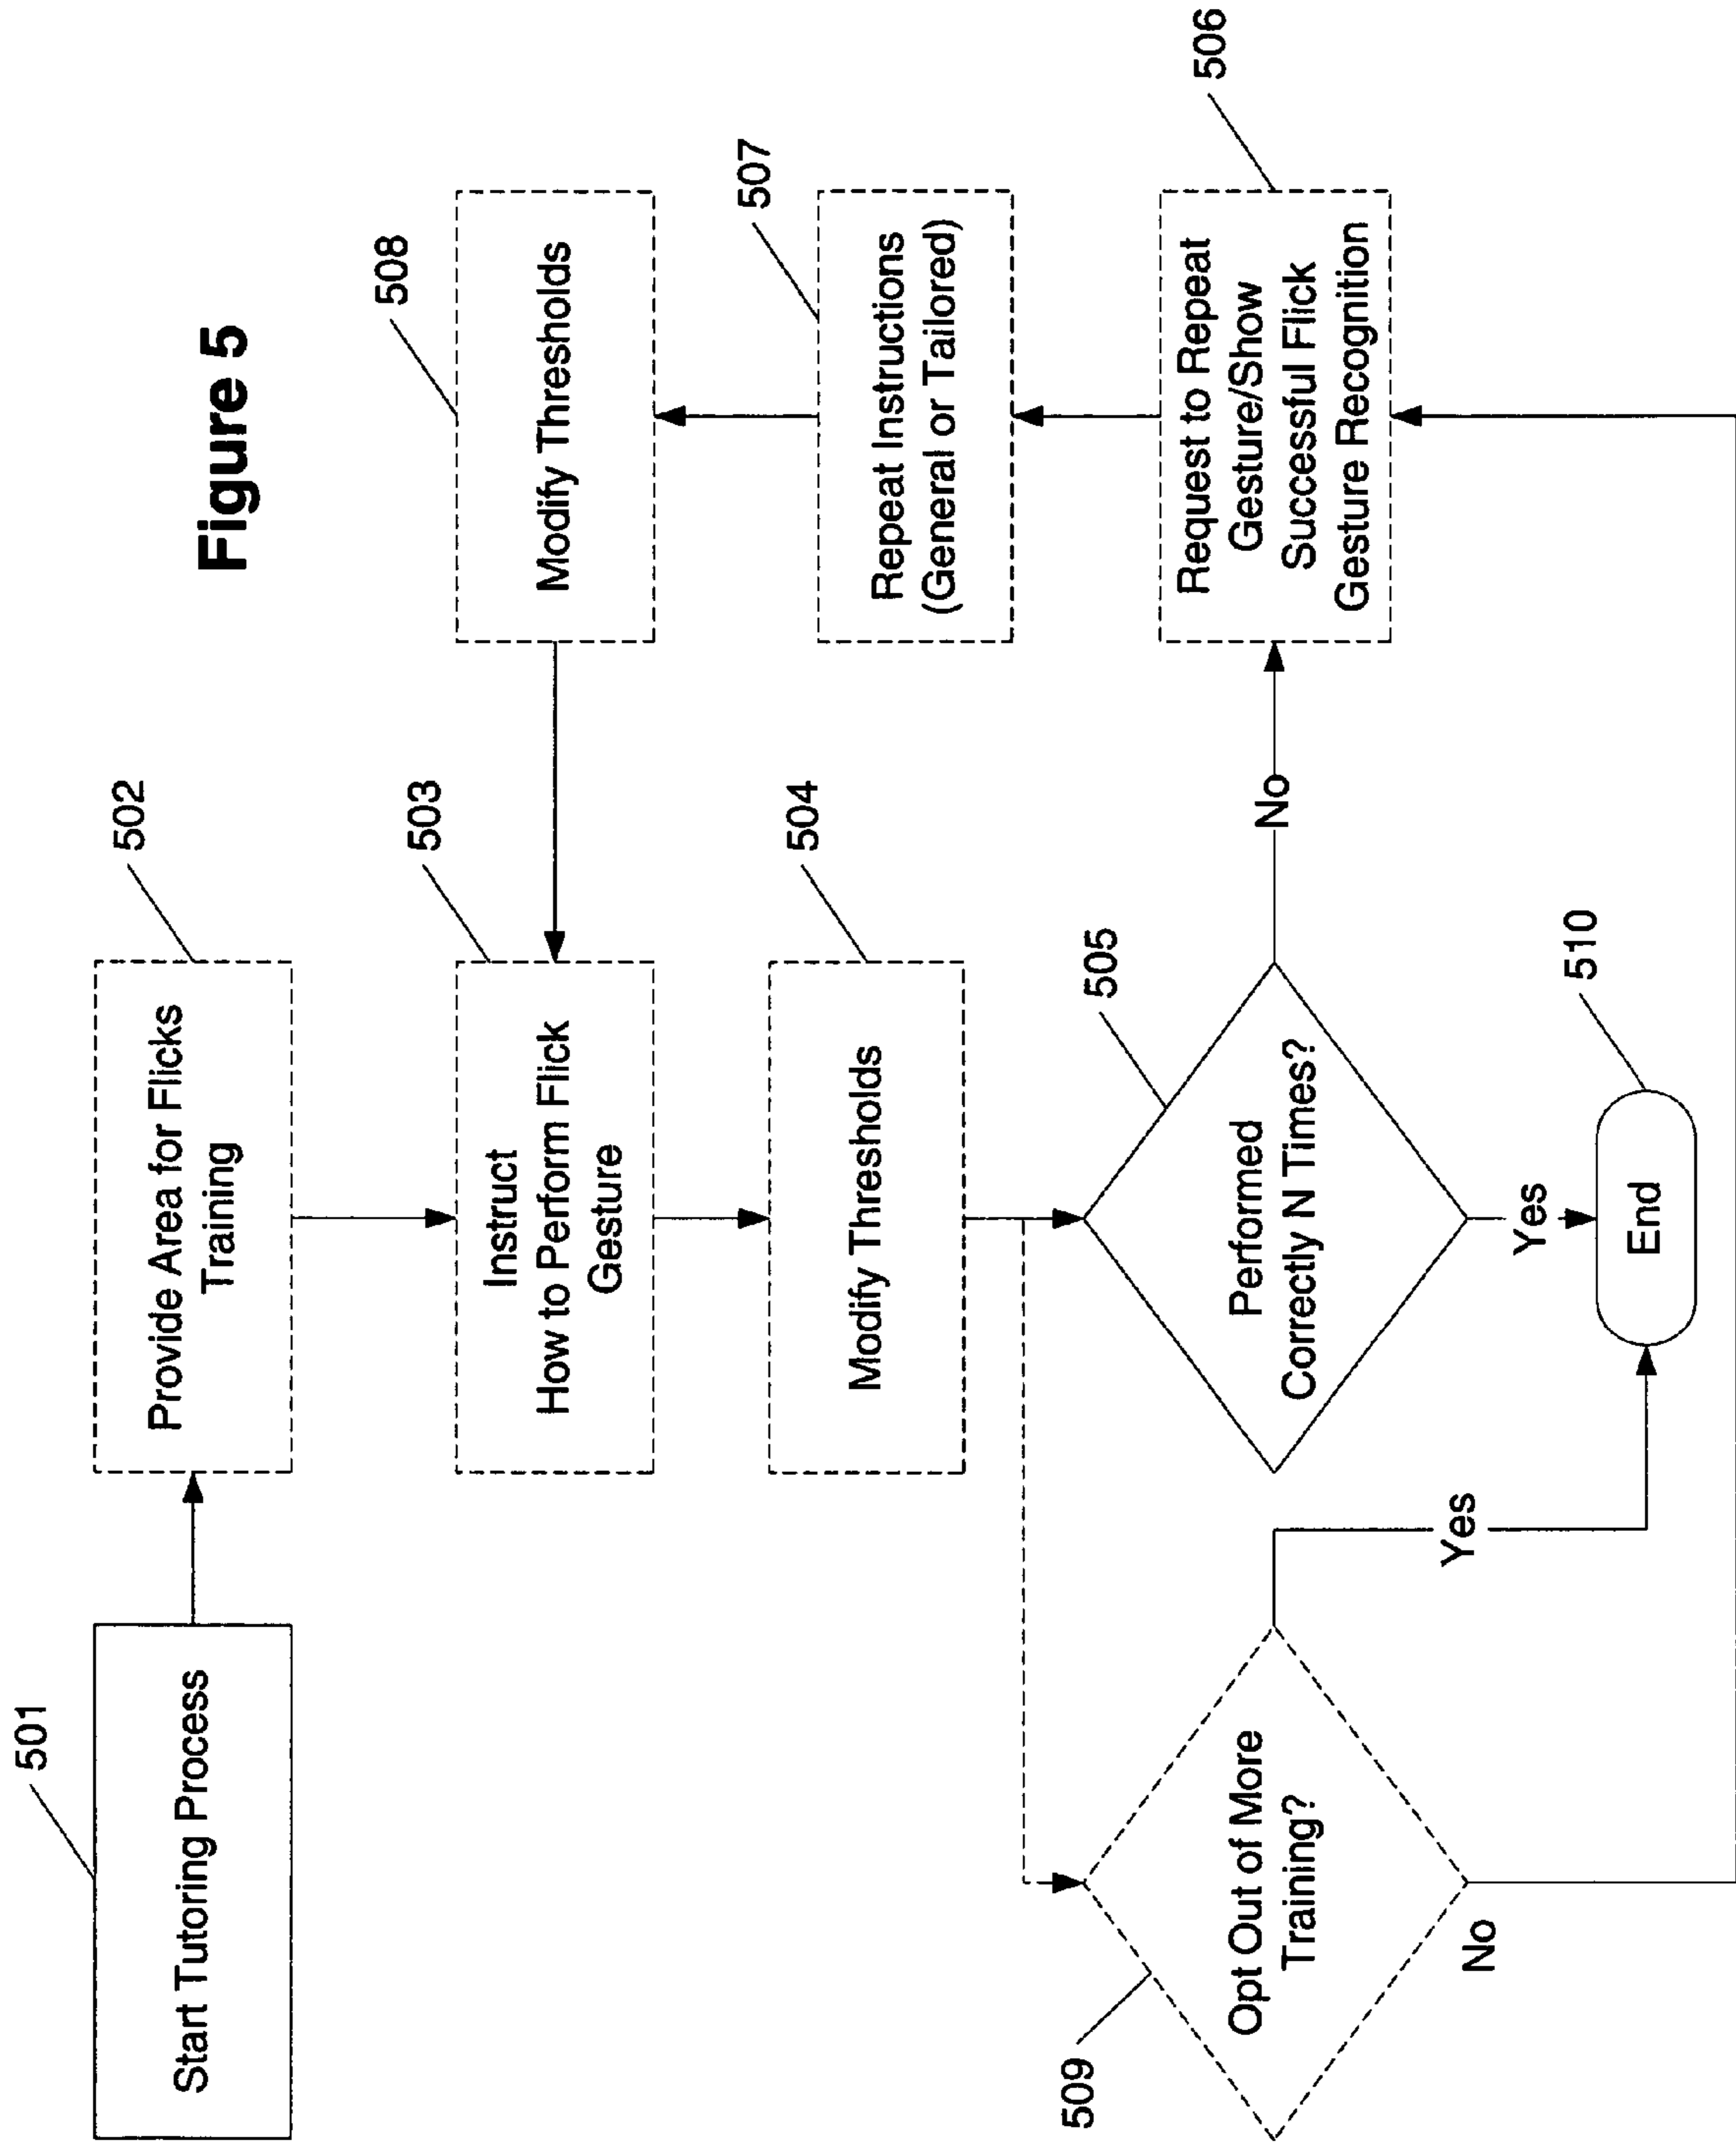 Figure 5
501
Start Tutoring Process
502
Provide Area for Flicks
Training
503
Instruct
How to Perform Flick
Gesture
504
Modify Thresholds
505
Performed
Correctly N Times?
No
Yes
506
Request to Repeat
Gesture/Show
Successful Flick
Gesture Recognition
507
Repeat Instructions
(General or Tailored)
508
Modify Thresholds
509
Opt Out of More
Training?
Yes
No
510
End